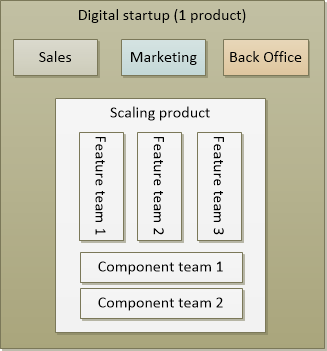 Digital startup (1 product)
Sales
Marketing
Back Office
Scaling product
Feature team 1
Feature team 2
Feature team 3
Component team 1
Component team 2